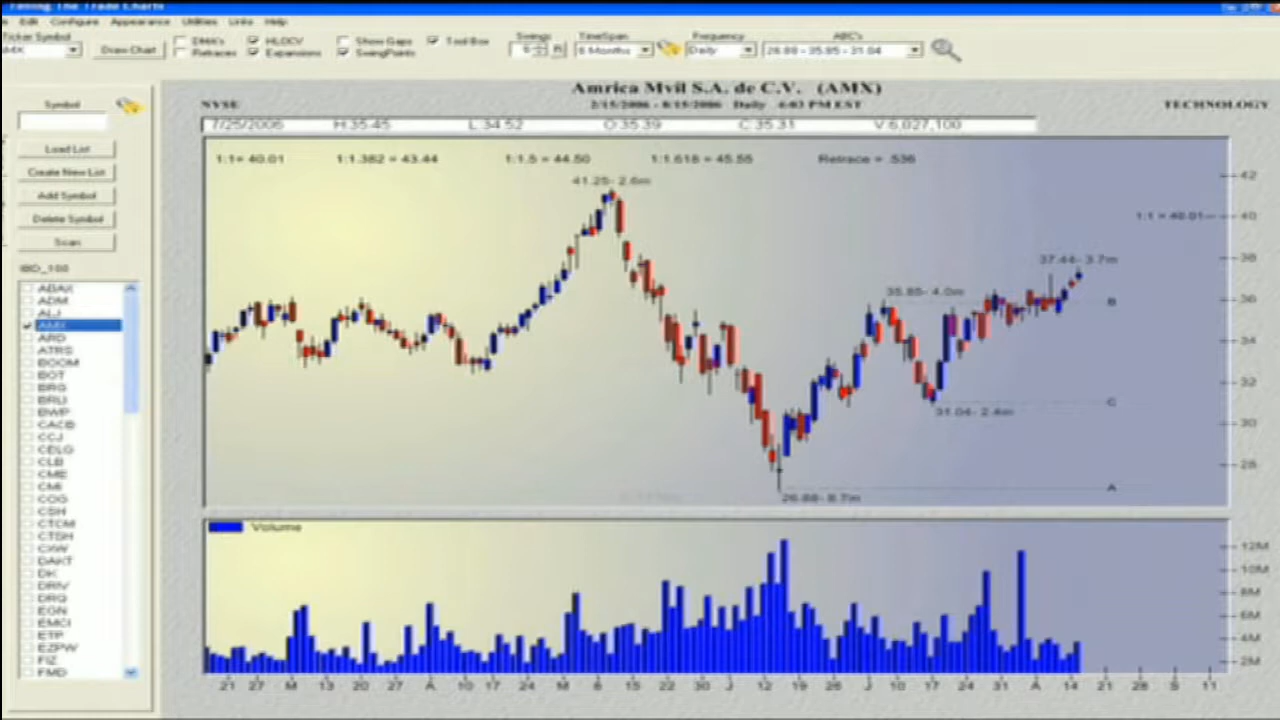 Timing The Trade Charts
Edit Configure Appearance Utilities Links Help
Ticker Symbol
AMX
Draw Chart
DMA's
Retraces
HLOCV
Expansions
Show Gaps
SwingPoints
Tool Box
Swings
TimeSpan
6 Months
Frequency
Daily
ABC's
26.88 - 35.85 - 31.04
Symbol
Load List
Create New List
Add Symbol
Delete Symbol
Scan
IBD_100
ABAX
ADM
ALJ
AMX
ARD
ATRS
BOOM
BOT
BRG
BRLI
BWP
CACB
CCJ
CELG
CLB
CME
CMI
COG
CSH
CTCM
CTSH
CXW
DAKT
DK
DRIV
DRQ
EGN
EMCI
ETP
EZPW
FIZ
FMD
Amrica Mvil S.A. de C.V. (AMX)
NYSE
2/15/2006 - 8/15/2006 Daily 6:03 PM EST
TECHNOLOGY
7/25/2006 H:35.45 L:34.52 O:35.39 C:35.31 V:6,027,100
1:1= 40.01 1:1.382 = 43.44 1:1.5 = 44.50 1:1.618 = 45.55 Retrace = .536
41.25- 2.6m
42
1:1 = 40.01
40
37.44- 3.7m
38
35.85- 4.0m
B
36
34
32
31.04- 2.4m
C
30
28
26.88- 8.7m
A
Volume
12M
10M
8M
6M
4M
2M
21 27 M 13 20 27 A 10 17 24 M 8 15 22 30 J 12 19 26 J 10 17 24 31 A 14 21 28 S 11